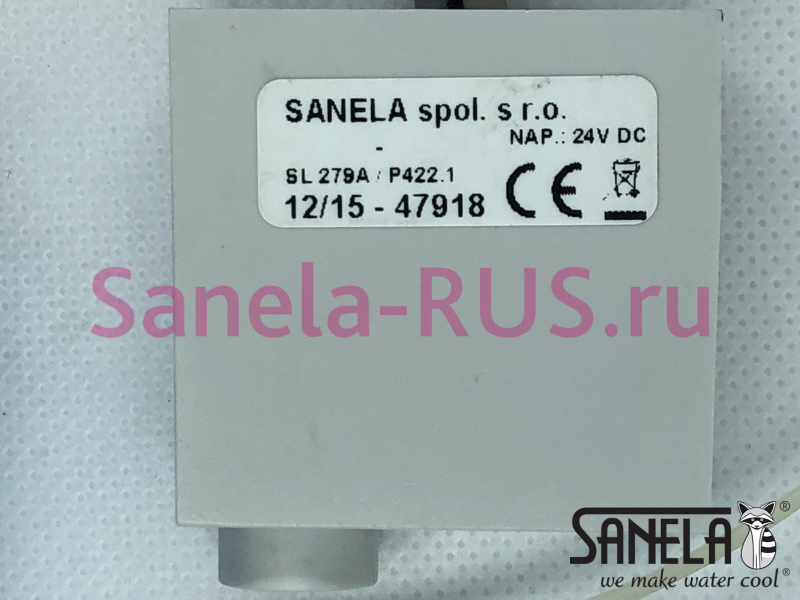 SANELA spol. s r.o.
-
NAP.: 24V DC
SL 279A / P422.1
12/15 - 47918
CE
Sanela-RUS.ru
SANELA®
we make water cool®